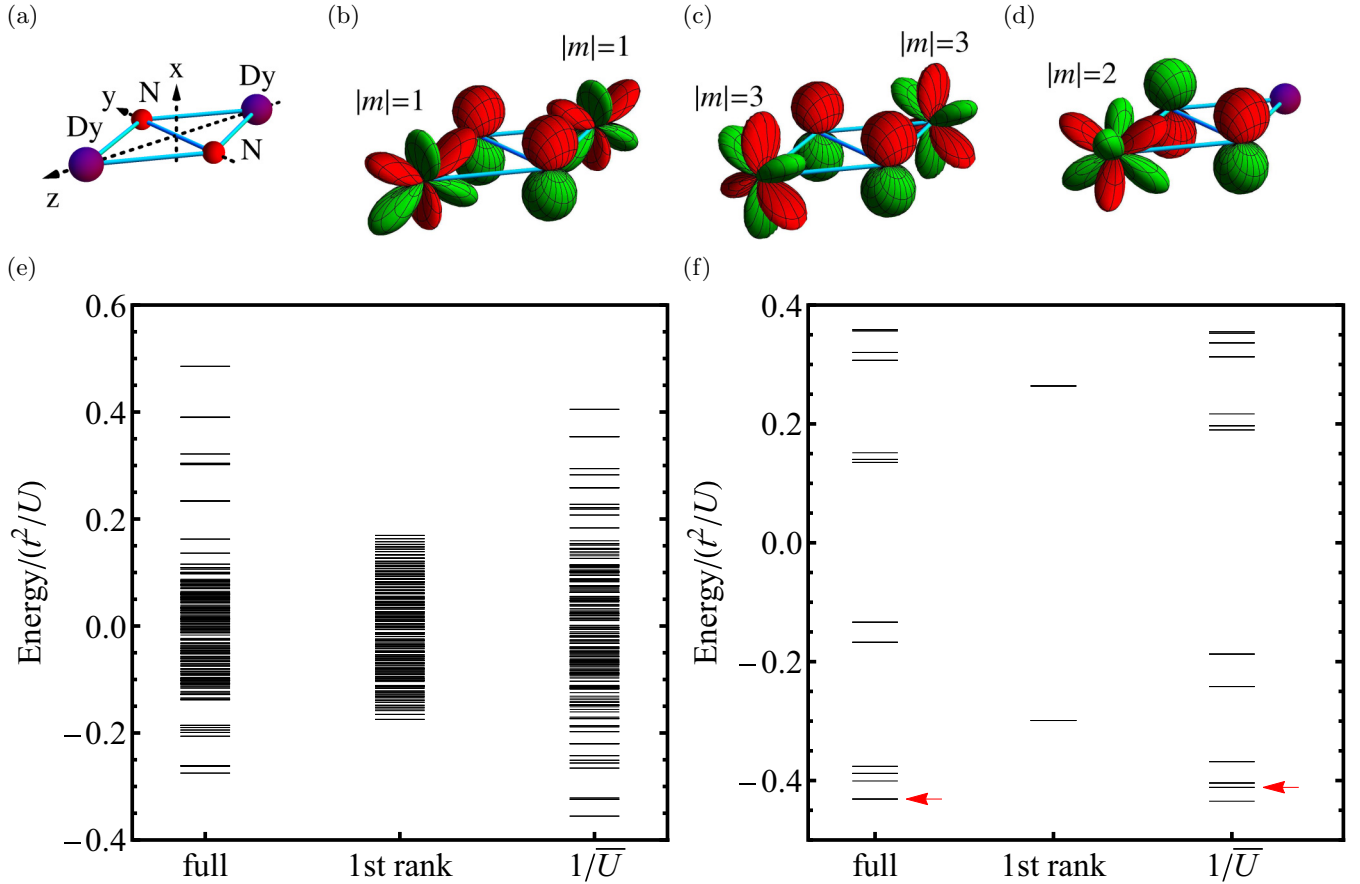 (a)
(b)
(c)
(d)
x
y
N
Dy
Dy
N
z
|m|=1
|m|=1
|m|=3
|m|=3
|m|=2
(e)
(f)
Energy/(t²/U)
0.6
0.4
0.2
0.0
−0.2
−0.4
full
1st rank
1/U̅
Energy/(t²/U)
0.4
0.2
0.0
−0.2
−0.4
full
1st rank
1/U̅